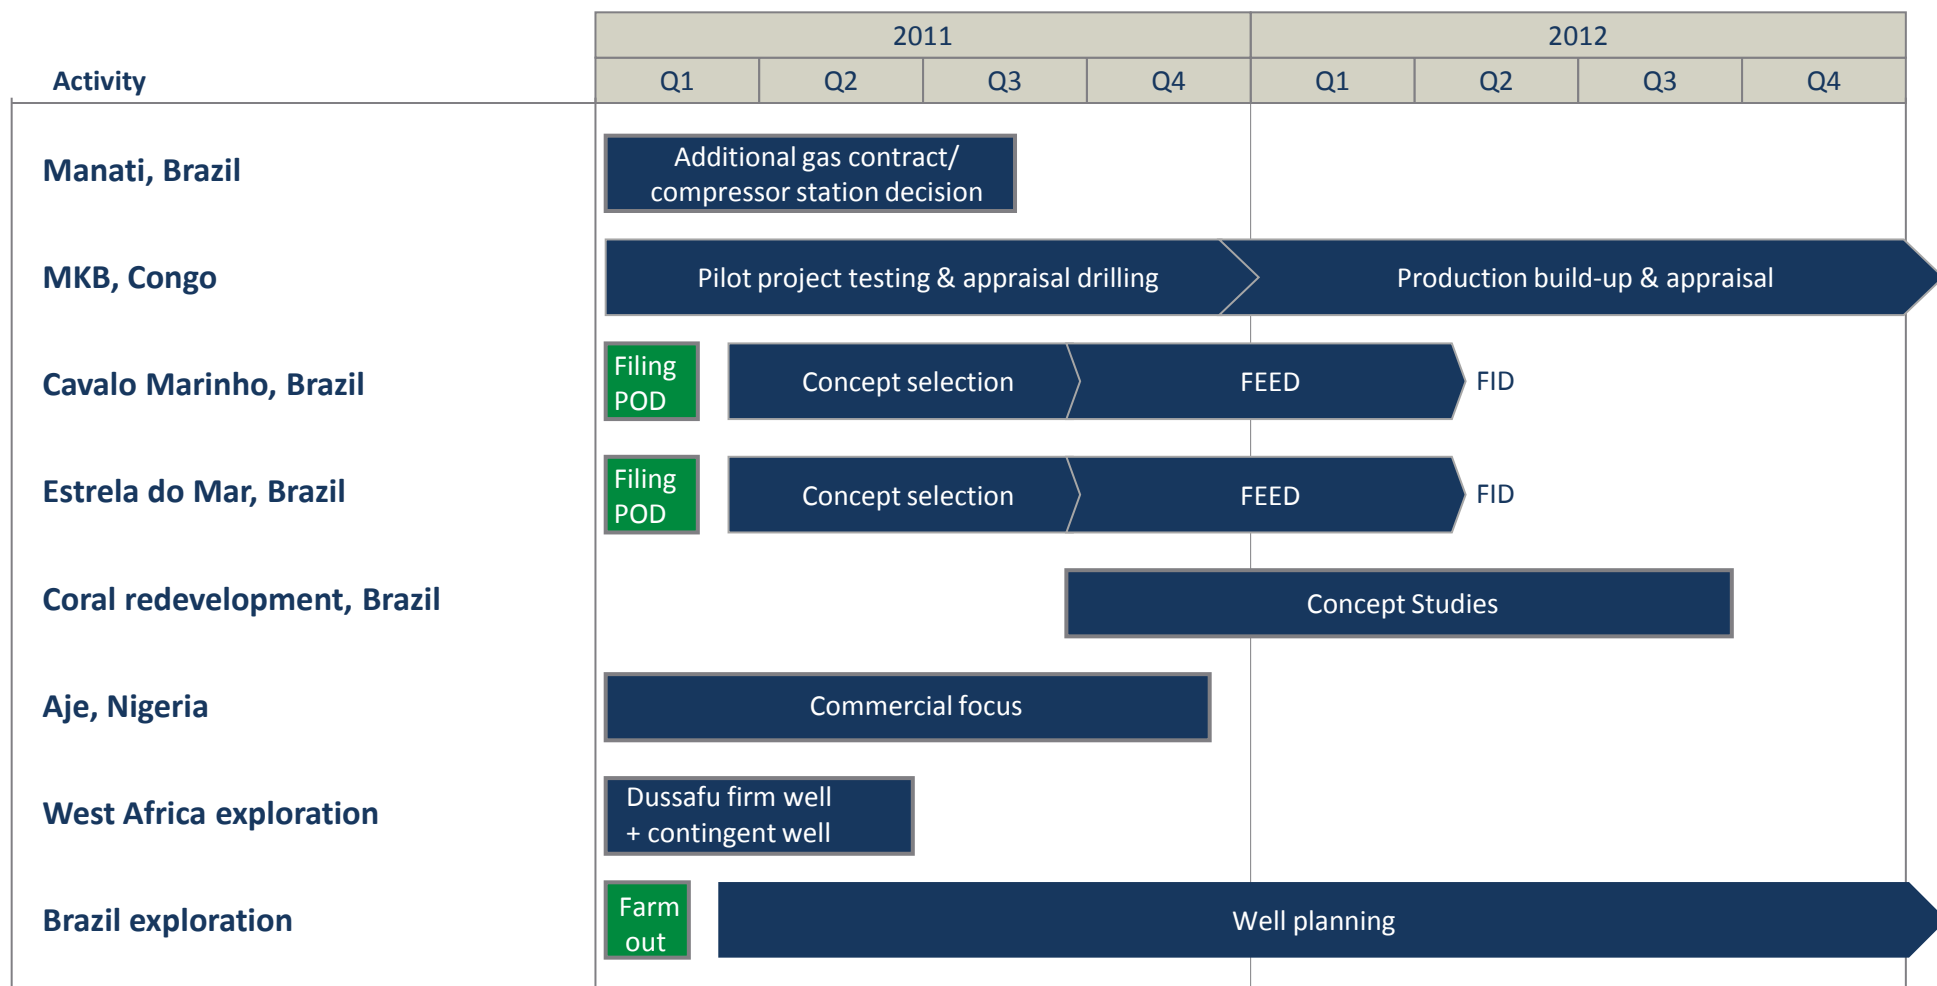 2011
2012
Activity
Q1
Q2
Q3
Q4
Q1
Q2
Q3
Q4
Manati, Brazil
Additional gas contract/
compressor station decision
MKB, Congo
Pilot project testing & appraisal drilling
Production build-up & appraisal
Cavalo Marinho, Brazil
Filing
POD
Concept selection
FEED
FID
Estrela do Mar, Brazil
Filing
POD
Concept selection
FEED
FID
Coral redevelopment, Brazil
Concept Studies
Aje, Nigeria
Commercial focus
West Africa exploration
Dussafu firm well
+ contingent well
Brazil exploration
Farm
out
Well planning